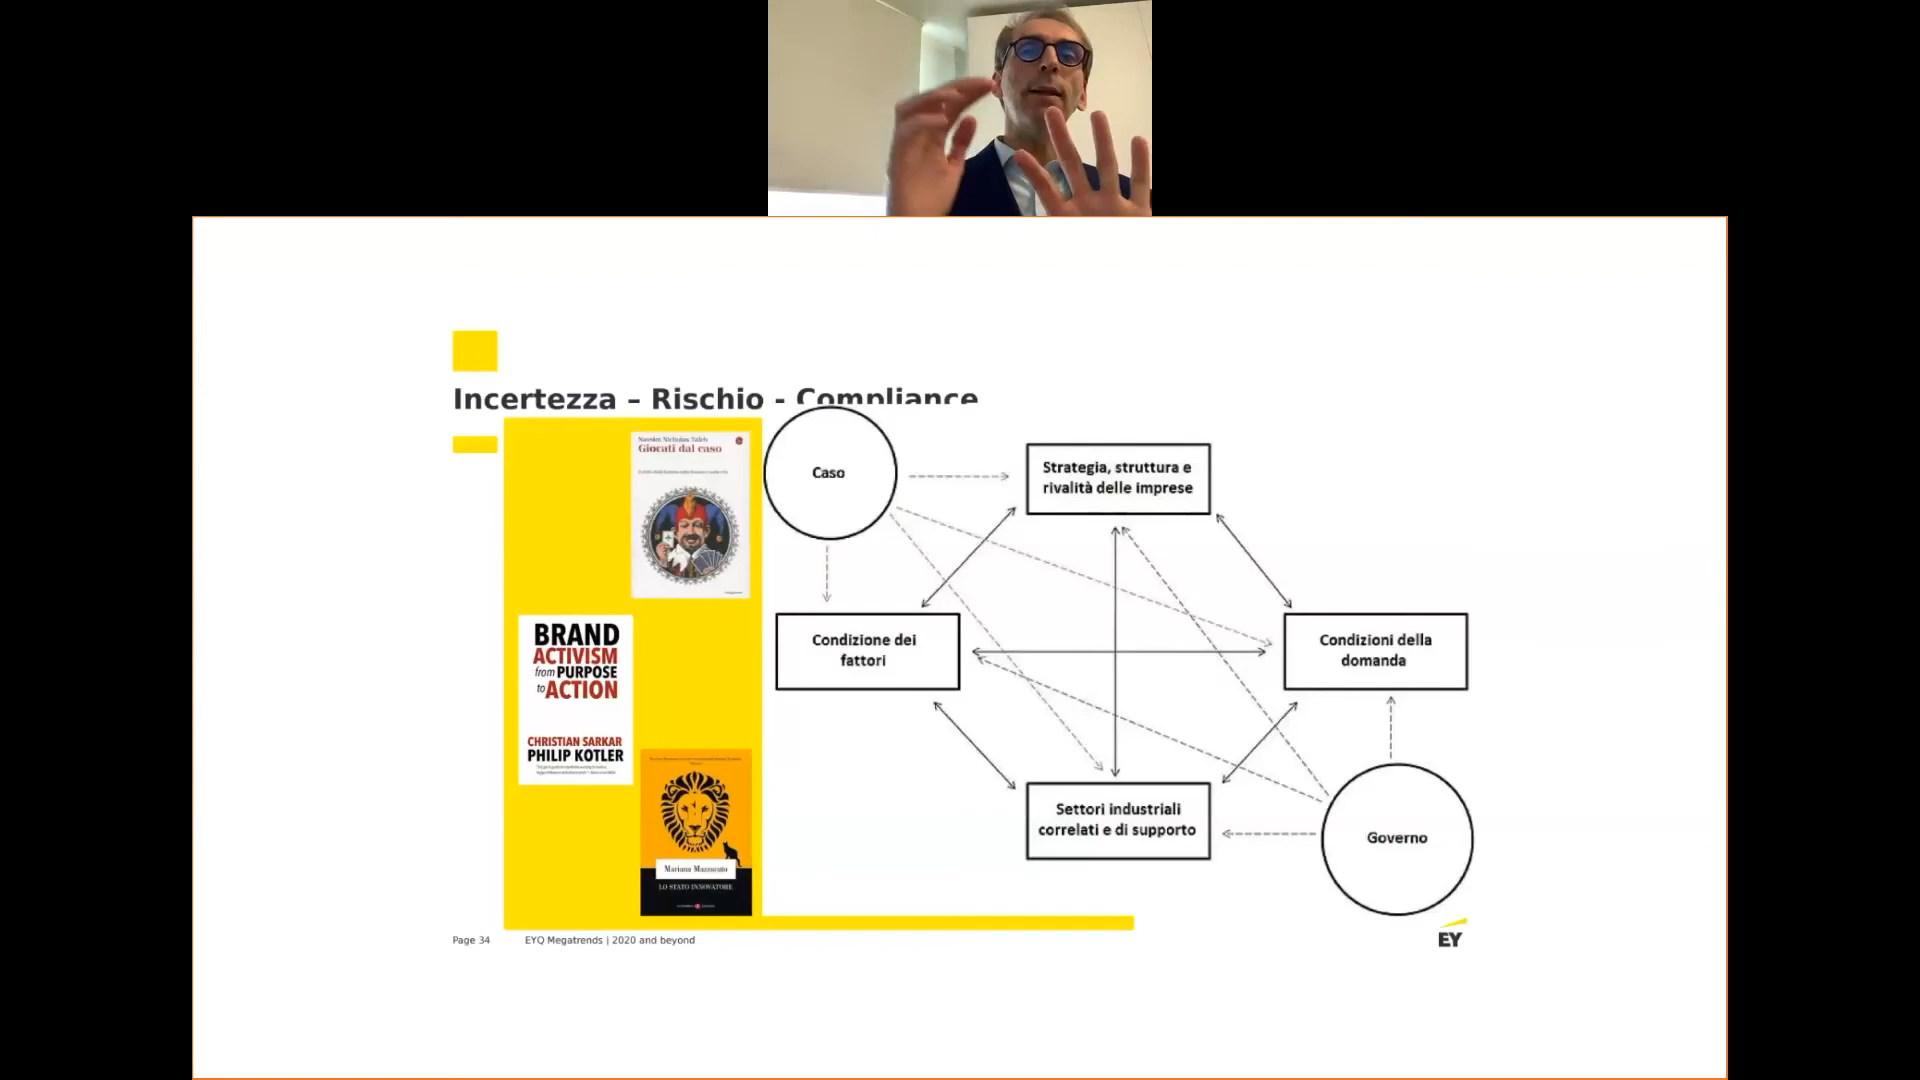 Incertezza – Rischio - Compliance
Nassim Nicholas Taleb
Giocati dal caso
BRAND
ACTIVISM
from PURPOSE
to ACTION
CHRISTIAN SARKAR
PHILIP KOTLER
Mariana Mazzucato
LO STATO INNOVATORE
Caso
Strategia, struttura e
rivalità delle imprese
Condizione dei
fattori
Condizioni della
domanda
Settori industriali
correlati e di supporto
Governo
Page 34
EYQ Megatrends | 2020 and beyond
EY